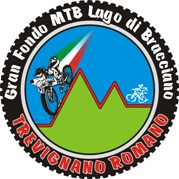 Gran Fondo MTB Lago di Bracciano
TREVIGNANO ROMANO